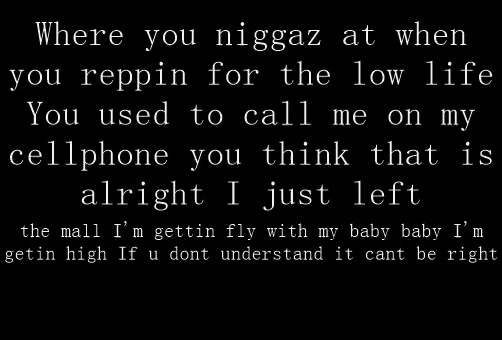 Where you niggaz at when
you reppin for the low life
You used to call me on my
cellphone you think that is
alright I just left
the mall I'm gettin fly with my baby baby I'm
getin high If u dont understand it cant be right